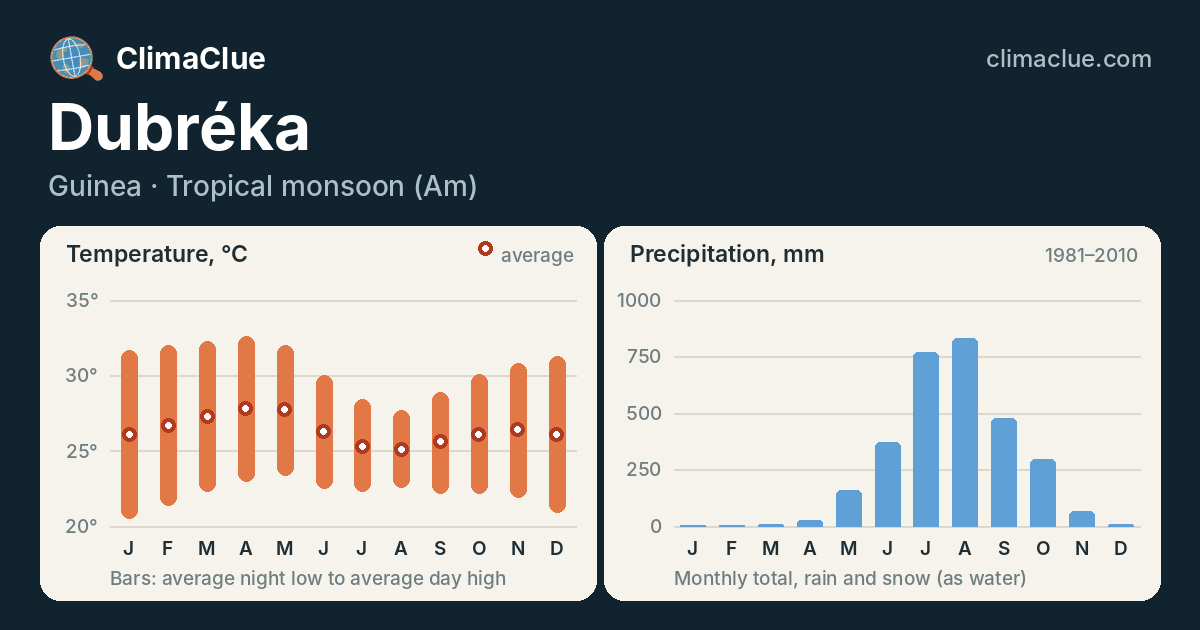 ClimaClue
climaclue.com
Dubréka
Guinea · Tropical monsoon (Am)
Temperature, °C
average
35°
30°
25°
20°
J F M A M J J A S O N D
Bars: average night low to average day high
Precipitation, mm
1981–2010
1000
750
500
250
0
J F M A M J J A S O N D
Monthly total, rain and snow (as water)